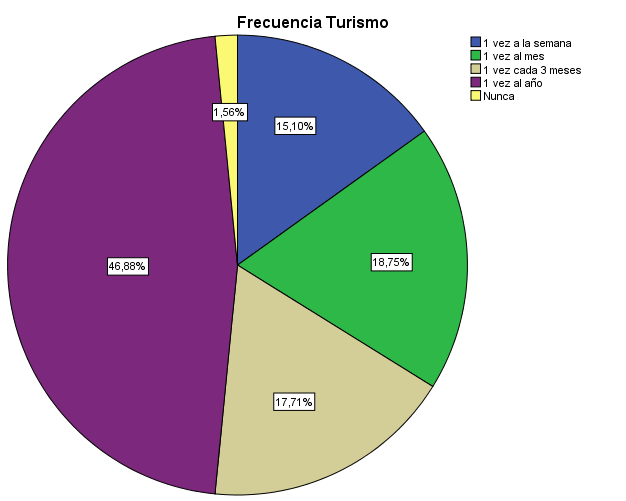 Frecuencia Turismo
1 vez a la semana
1 vez al mes
1 vez cada 3 meses
1 vez al año
Nunca
1,56%
15,10%
18,75%
46,88%
17,71%